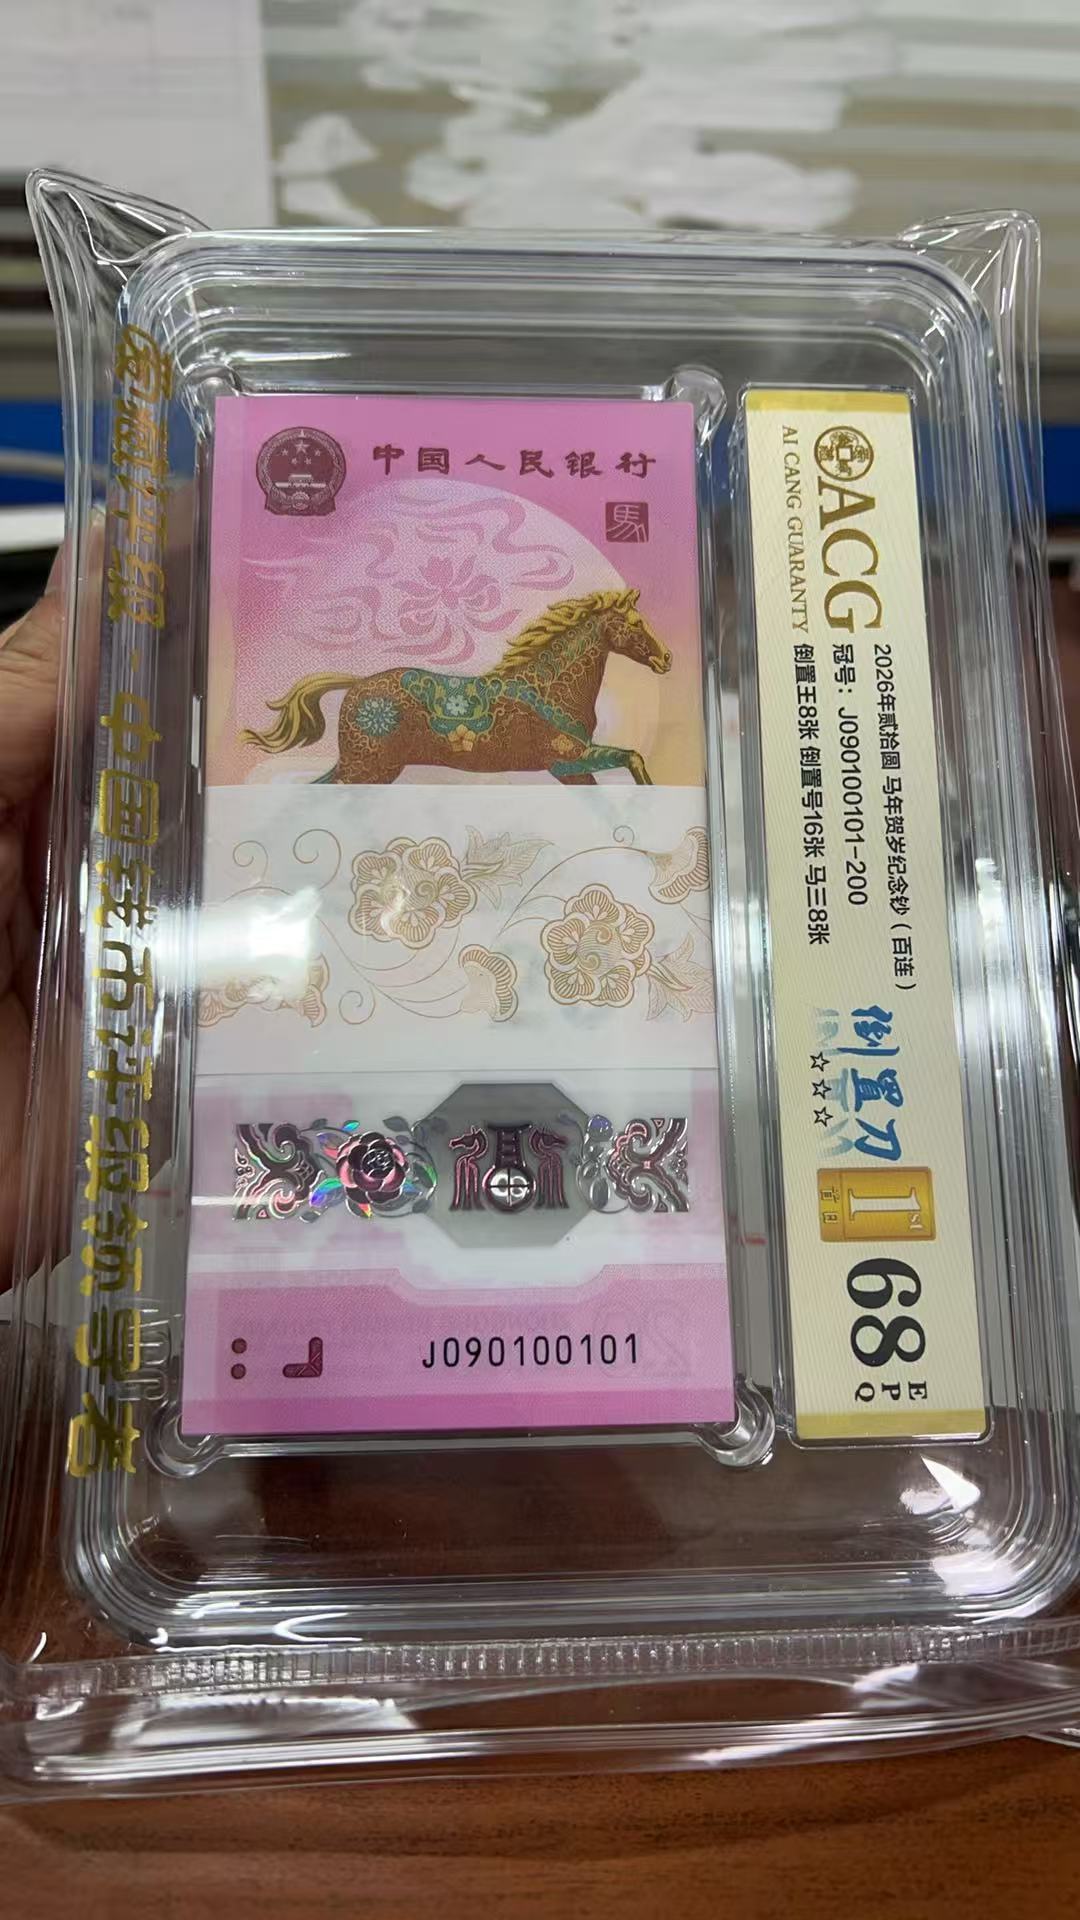 中国人民银行
馬
J090100101
ACG
AI CANG GUARANTY
2026年贰拾圆 马年贺岁纪念钞（百连）
冠号：J090100101-200
倒置王8张 倒置号16张 马三8张
倒置刀
☆☆☆
1ST
首日
68
E
P
Q
爱藏评级·中国钱币评级领导者